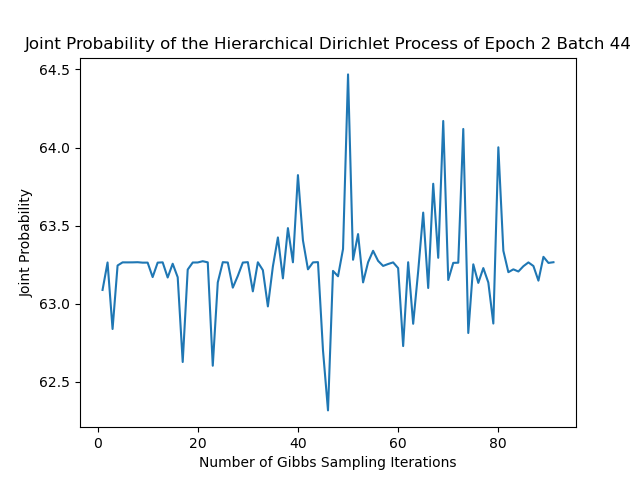 Joint Probability of the Hierarchical Dirichlet Process of Epoch 2 Batch 44
64.5
64.0
63.5
63.0
62.5
Joint Probability
0 20 40 60 80
Number of Gibbs Sampling Iterations